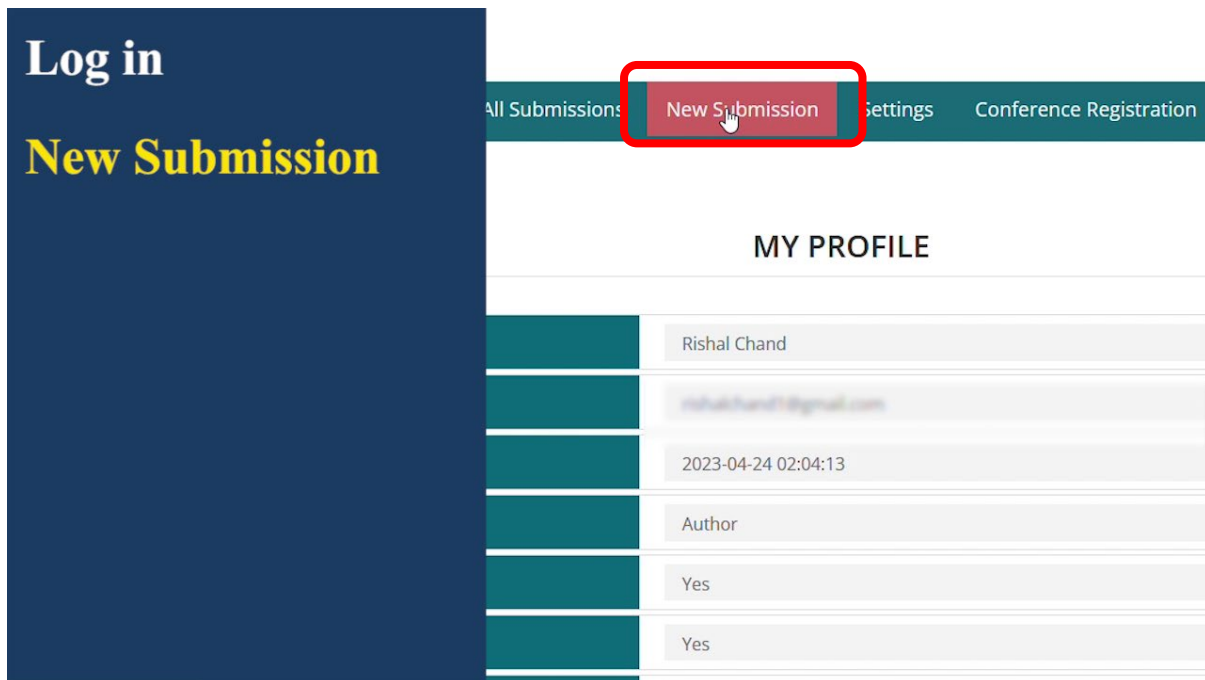 Log in
New Submission
All Submissions New Submission Settings Conference Registration
MY PROFILE
Rishal Chand
2023-04-24 02:04:13
Author
Yes
Yes